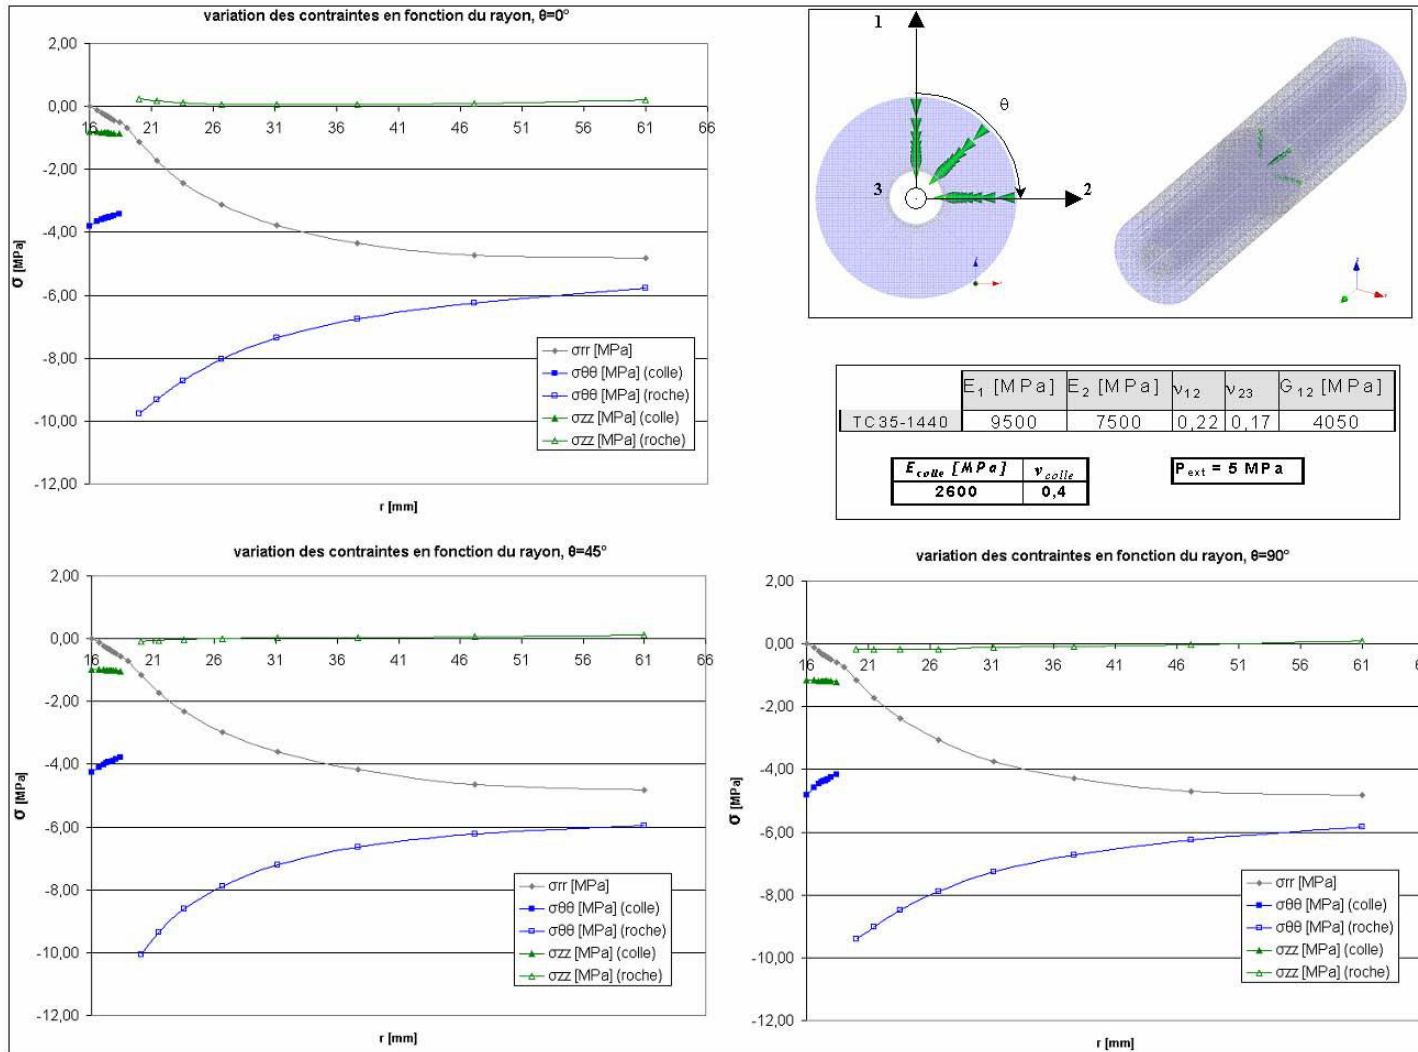 variation des contraintes en fonction du rayon, θ=0°
2,00
0,00
-2,00
-4,00
-6,00
-8,00
-10,00
-12,00
16 21 26 31 36 41 46 51 56 61 66
σ [MPa]
r [mm]
σrr [MPa]
σθθ [MPa] (colle)
σθθ [MPa] (roche)
σzz [MPa] (colle)
σzz [MPa] (roche)
1
θ
3
2
E₁ [MPa] E₂ [MPa] ν₁₂ ν₂₃ G₁₂ [MPa]
TC35-1440 9500 7500 0,22 0,17 4050
E_colle [MPa] ν_colle
2600 0,4
P_ext = 5 MPa
variation des contraintes en fonction du rayon, θ=45°
2,00
0,00
-2,00
-4,00
-6,00
-8,00
-10,00
-12,00
16 21 26 31 36 41 46 51 56 61 66
σ [MPa]
r [mm]
σrr [MPa]
σθθ [MPa] (colle)
σθθ [MPa] (roche)
σzz [MPa] (colle)
σzz [MPa] (roche)
variation des contraintes en fonction du rayon, θ=90°
2,00
0,00
-2,00
-4,00
-6,00
-8,00
-10,00
-12,00
16 21 26 31 36 41 46 51 56 61
σ [MPa]
r [mm]
σrr [MPa]
σθθ [MPa] (colle)
σθθ [MPa] (roche)
σzz [MPa] (colle)
σzz [MPa] (roche)